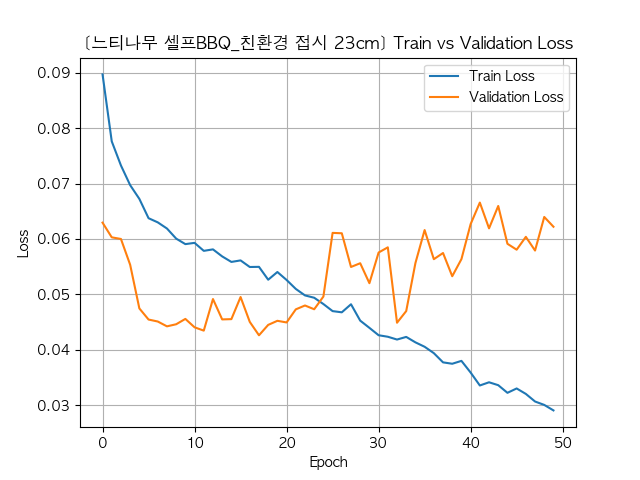 [느티나무 셀프BBQ_친환경 접시 23cm] Train vs Validation Loss
Train Loss
Validation Loss
Loss
0.09
0.08
0.07
0.06
0.05
0.04
0.03
0 10 20 30 40 50
Epoch